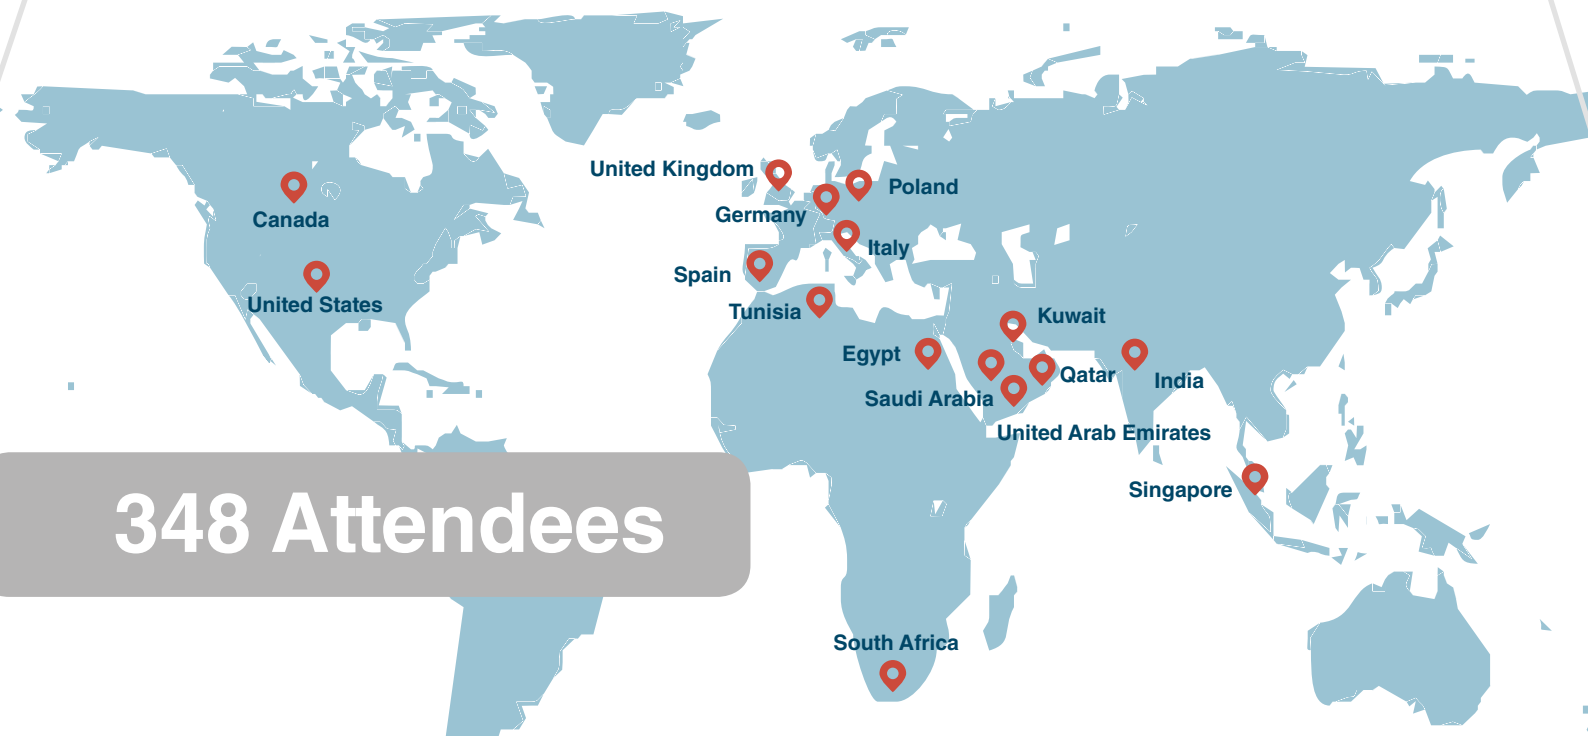 United Kingdom
Poland
Canada
Germany
Italy
Spain
United States
Tunisia
Kuwait
Egypt
Qatar
India
Saudi Arabia
United Arab Emirates
Singapore
348 Attendees
South Africa